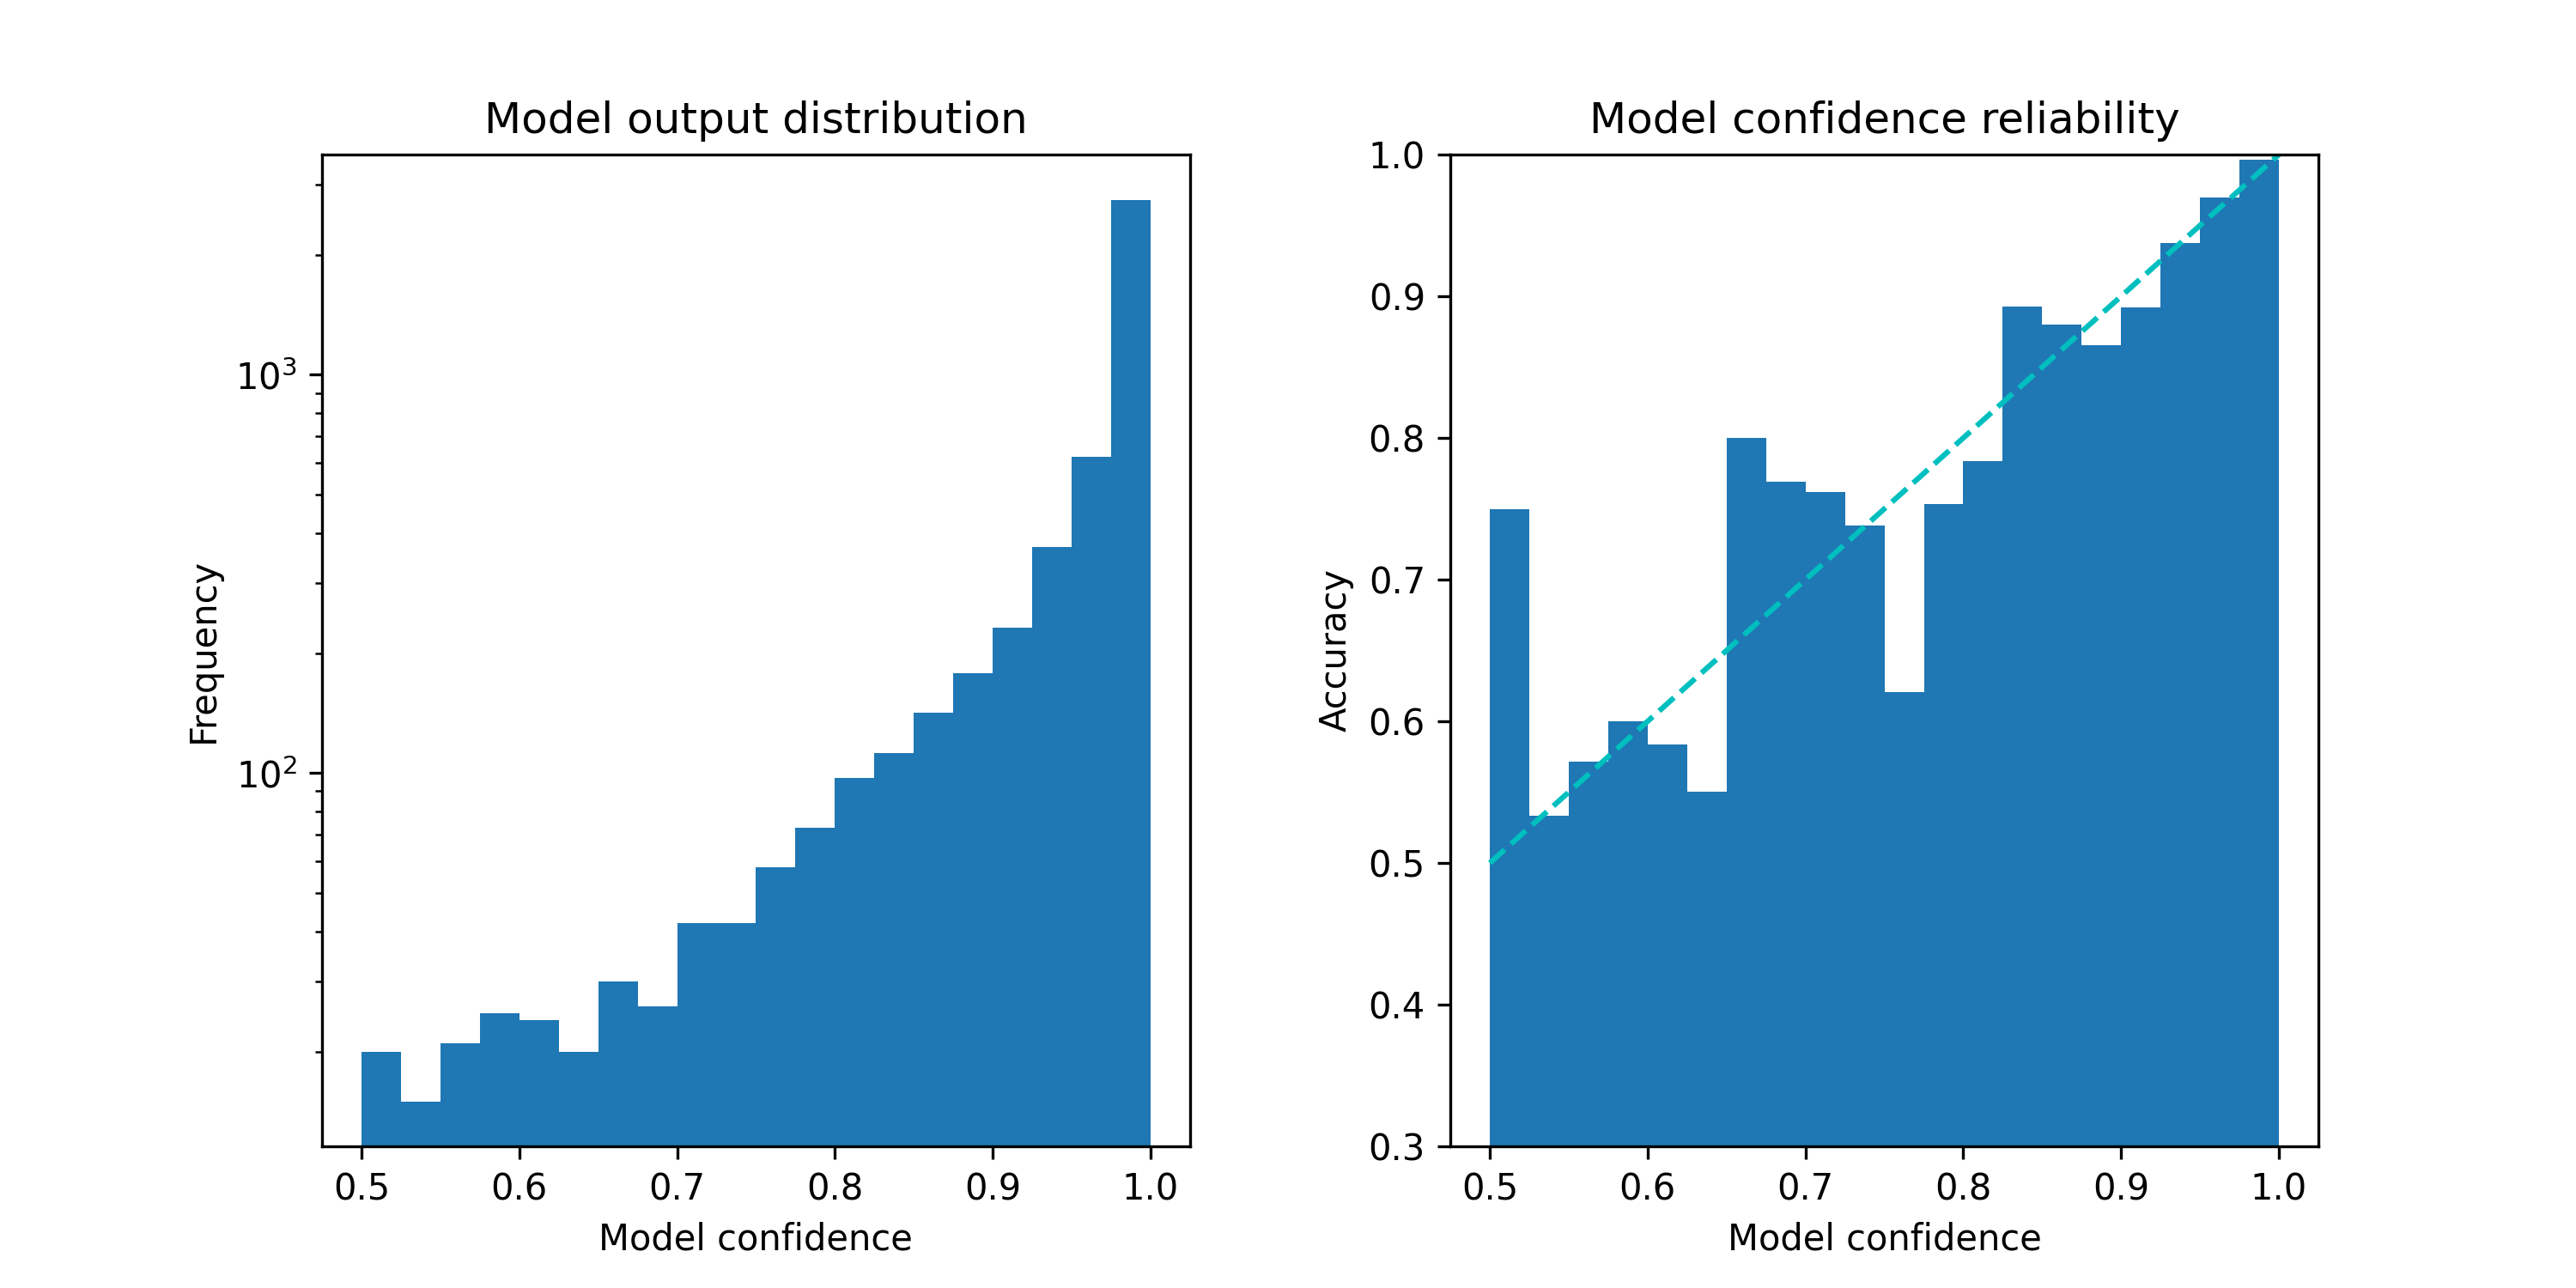 Model output distribution
Frequency
10³
10²
0.5 0.6 0.7 0.8 0.9 1.0
Model confidence
Model confidence reliability
Accuracy
1.0
0.9
0.8
0.7
0.6
0.5
0.4
0.3
0.5 0.6 0.7 0.8 0.9 1.0
Model confidence